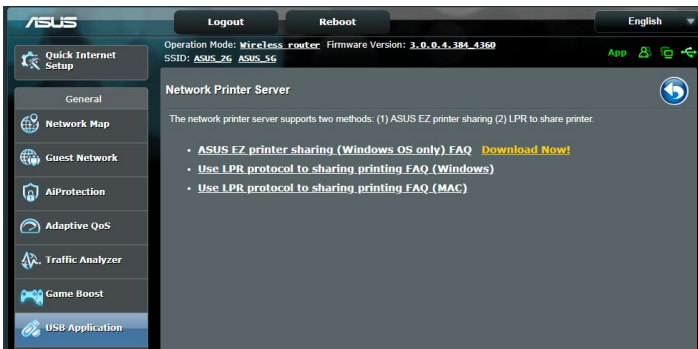 ASUS
Logout
Reboot
English
Quick Internet
Setup
Operation Mode: Wireless router Firmware Version: 3.0.0.4.384_4360
SSID: ASUS_2G ASUS_5G
App
General
Network Map
Guest Network
AiProtection
Adaptive QoS
Traffic Analyzer
Game Boost
USB Application
Network Printer Server
The network printer server supports two methods: (1) ASUS EZ printer sharing (2) LPR to share printer.
ASUS EZ printer sharing (Windows OS only) FAQ Download Now!
Use LPR protocol to sharing printing FAQ (Windows)
Use LPR protocol to sharing printing FAQ (MAC)